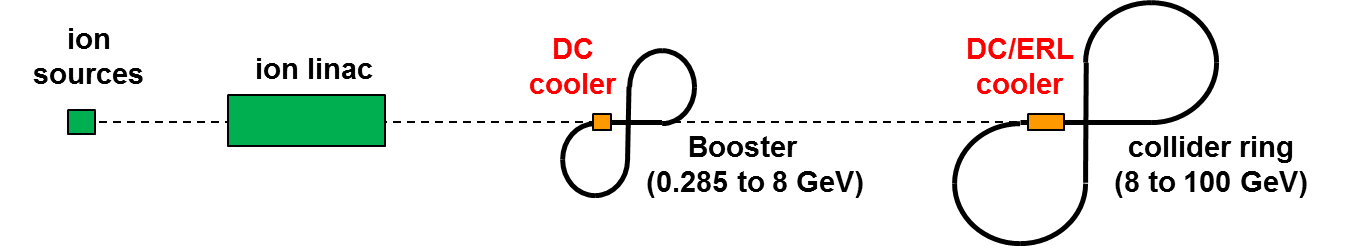 ion
sources
ion linac
DC
cooler
Booster
(0.285 to 8 GeV)
DC/ERL
cooler
collider ring
(8 to 100 GeV)